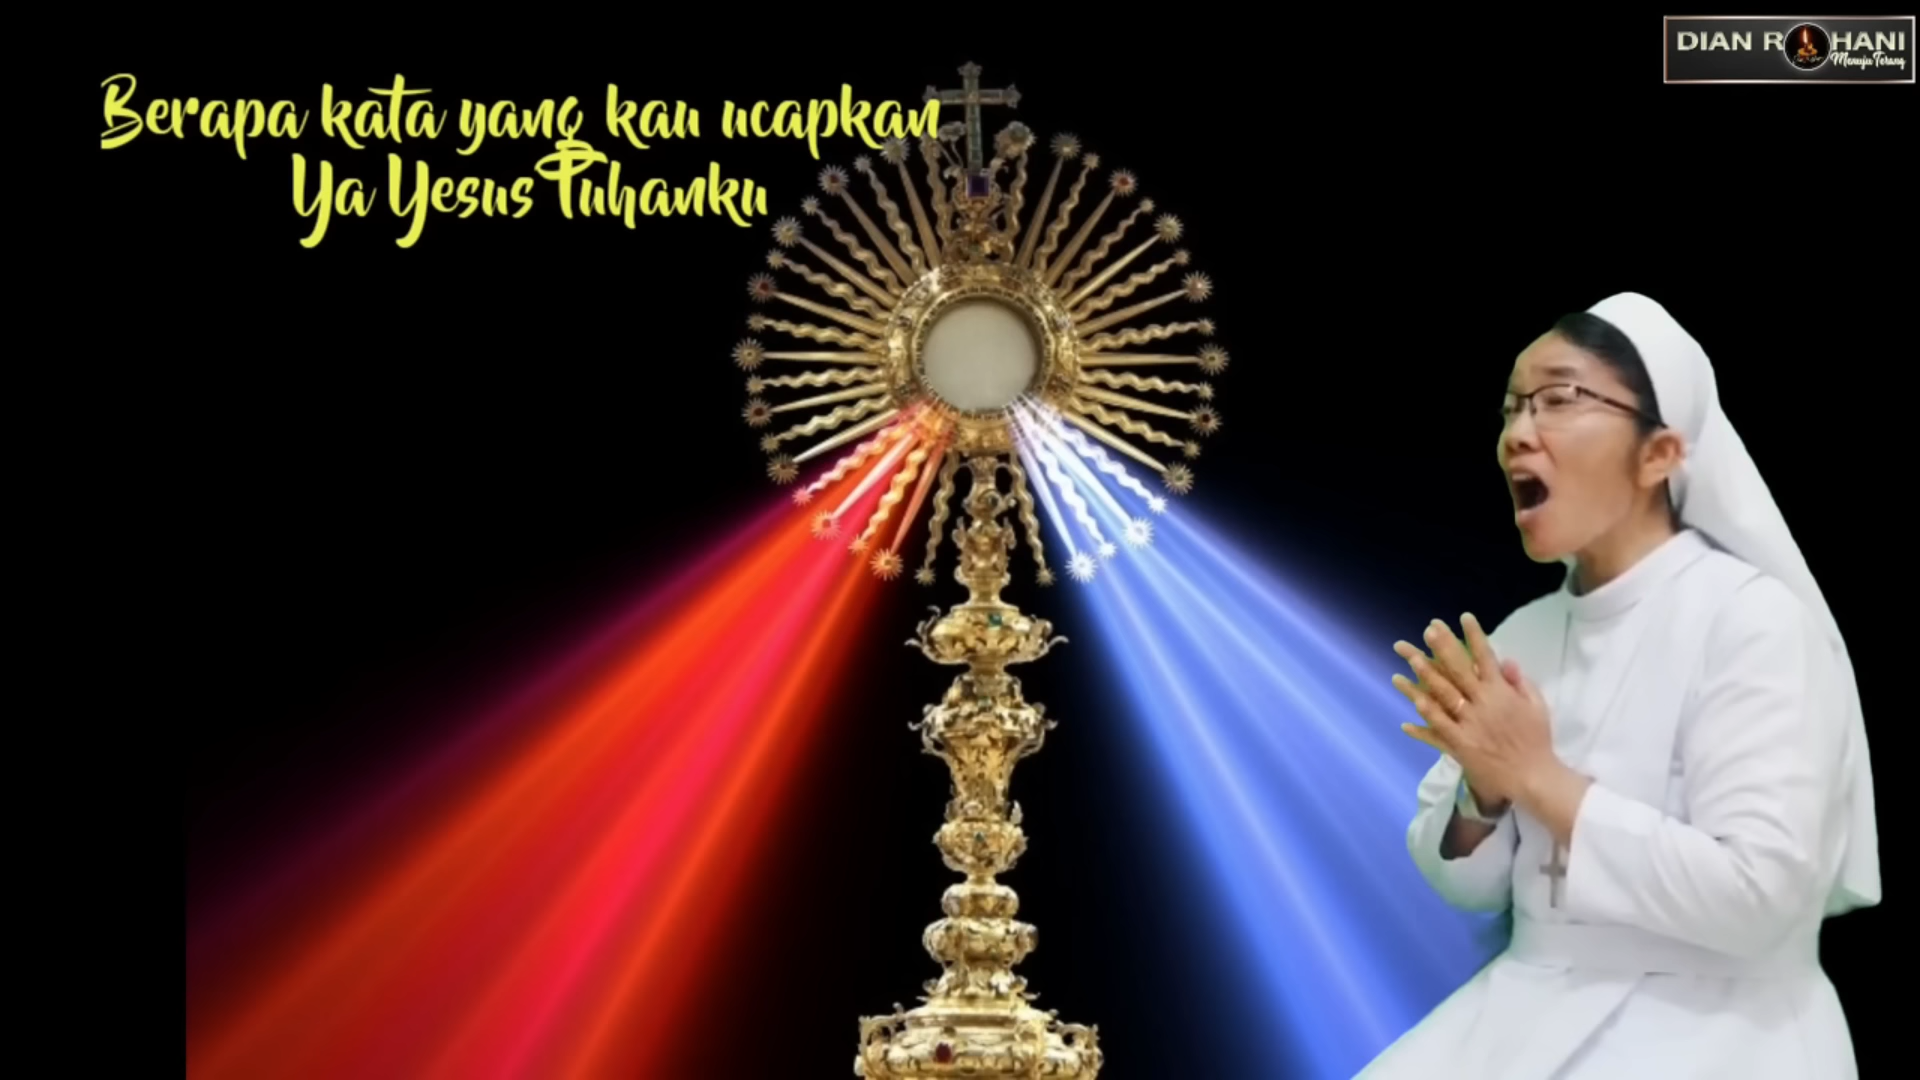 Berapa kata yang kau ucapkan
Ya Yesus Tuhanku
DIAN ROHANI
Menuju Terang